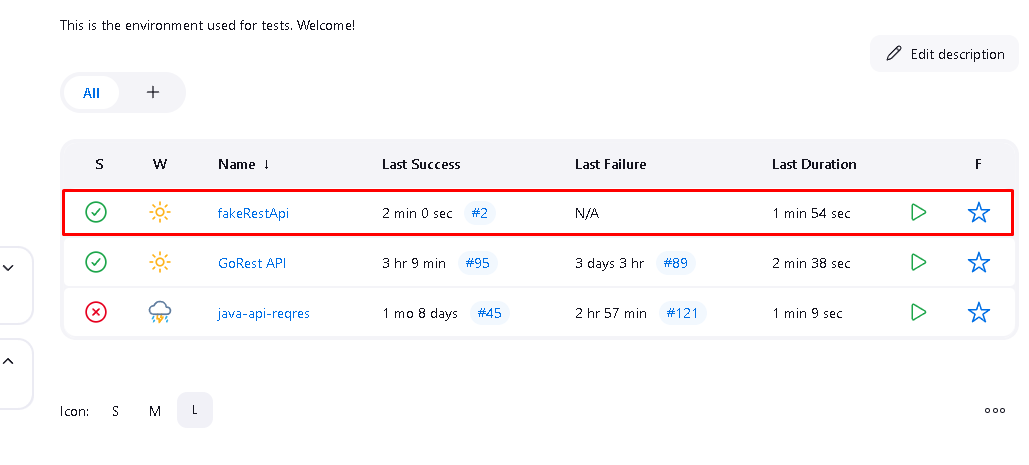 This is the environment used for tests. Welcome!
Edit description
All +
S W Name ↓ Last Success Last Failure Last Duration F
fakeRestApi 2 min 0 sec #2 N/A 1 min 54 sec
GoRest API 3 hr 9 min #95 3 days 3 hr #89 2 min 38 sec
java-api-reqres 1 mo 8 days #45 2 hr 57 min #121 1 min 9 sec
Icon: S M L